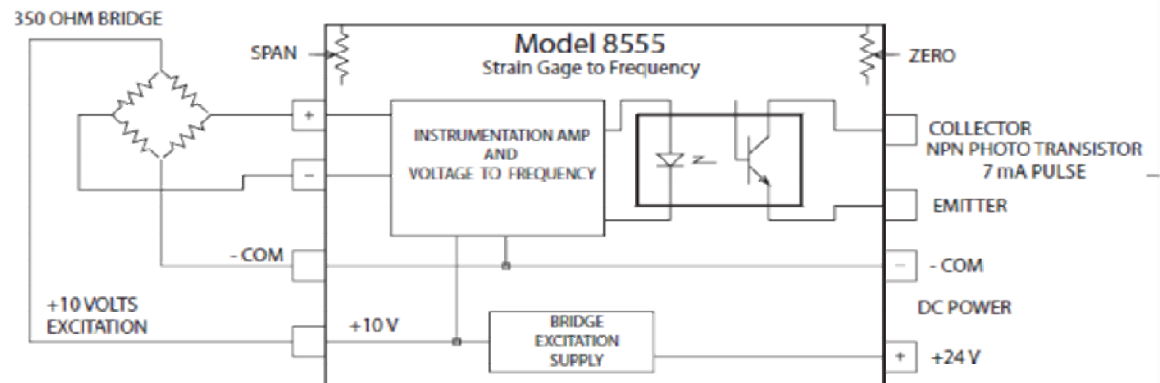 350 OHM BRIDGE
SPAN
Model 8555
Strain Gage to Frequency
ZERO
+
INSTRUMENTATION AMP
AND
VOLTAGE TO FREQUENCY
COLLECTOR
NPN PHOTO TRANSISTOR
7 mA PULSE
–
EMITTER
- COM
–
- COM
+10 VOLTS
EXCITATION
+10 V
BRIDGE
EXCITATION
SUPPLY
DC POWER
+
+24 V